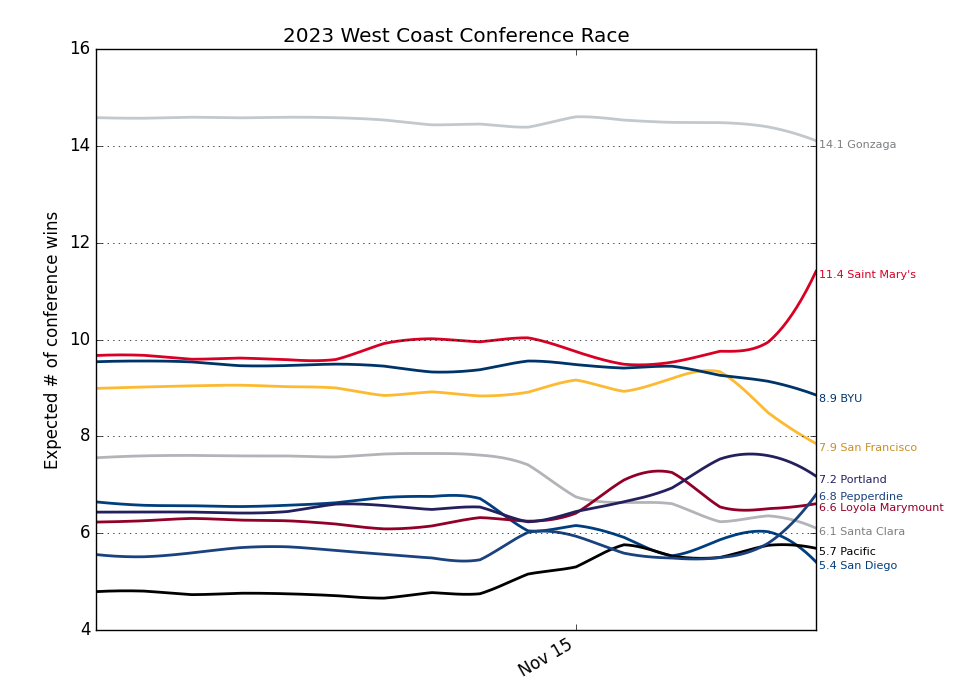 2023 West Coast Conference Race
Expected # of conference wins
16
14
12
10
8
6
4
Nov 15
14.1 Gonzaga
11.4 Saint Mary's
8.9 BYU
7.9 San Francisco
7.2 Portland
6.8 Pepperdine
6.6 Loyola Marymount
6.1 Santa Clara
5.7 Pacific
5.4 San Diego